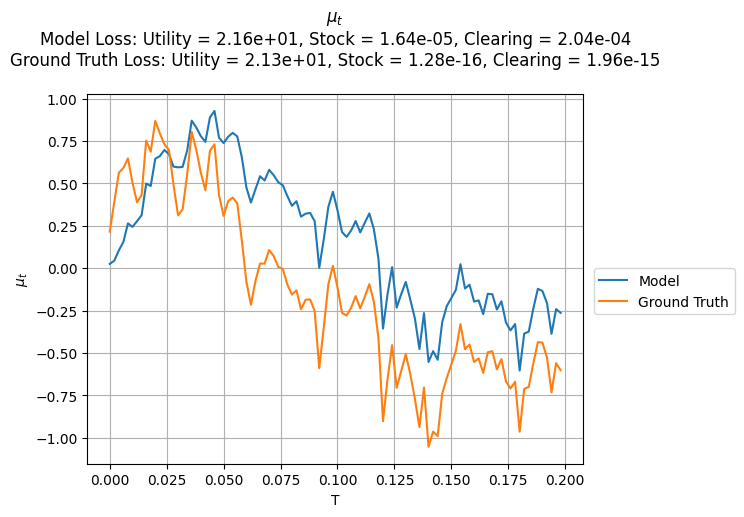 μt
Model Loss: Utility = 2.16e+01, Stock = 1.64e-05, Clearing = 2.04e-04
Ground Truth Loss: Utility = 2.13e+01, Stock = 1.28e-16, Clearing = 1.96e-15
1.00
0.75
0.50
0.25
0.00
−0.25
−0.50
−0.75
−1.00
μt
0.000 0.025 0.050 0.075 0.100 0.125 0.150 0.175 0.200
T
Model
Ground Truth